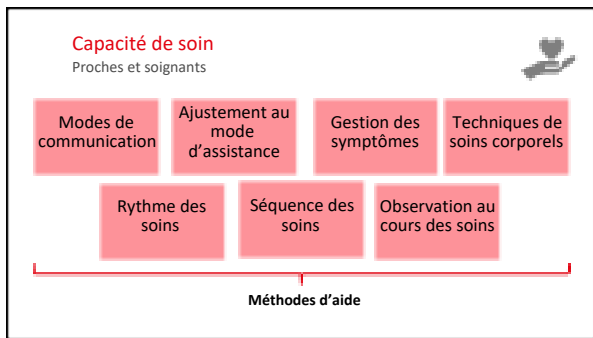 Capacité de soin
Proches et soignants
Modes de
communication
Ajustement au
mode
d'assistance
Gestion des
symptômes
Techniques de
soins corporels
Rythme des
soins
Séquence des
soins
Observation au
cours des soins
Méthodes d'aide